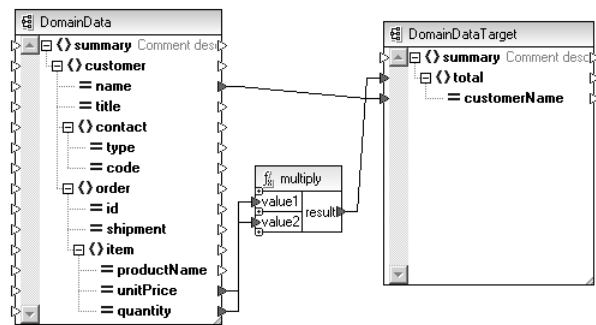 DomainData
summary Comment desc
customer
name
title
contact
type
code
order
id
shipment
item
productName
unitPrice
quantity
fx multiply
value1
value2
result
DomainDataTarget
summary Comment desc
total
customerName